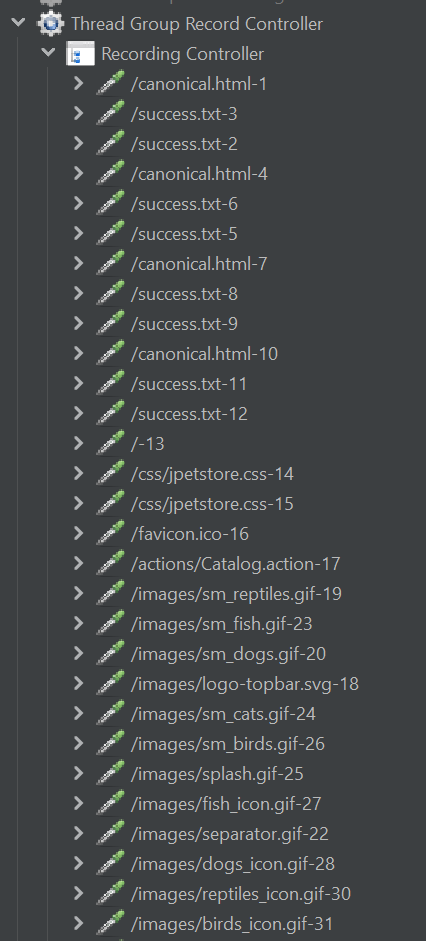 Thread Group Record Controller
Recording Controller
/canonical.html-1
/success.txt-3
/success.txt-2
/canonical.html-4
/success.txt-6
/success.txt-5
/canonical.html-7
/success.txt-8
/success.txt-9
/canonical.html-10
/success.txt-11
/success.txt-12
/-13
/css/jpetstore.css-14
/css/jpetstore.css-15
/favicon.ico-16
/actions/Catalog.action-17
/images/sm_reptiles.gif-19
/images/sm_fish.gif-23
/images/sm_dogs.gif-20
/images/logo-topbar.svg-18
/images/sm_cats.gif-24
/images/sm_birds.gif-26
/images/splash.gif-25
/images/fish_icon.gif-27
/images/separator.gif-22
/images/dogs_icon.gif-28
/images/reptiles_icon.gif-30
/images/birds_icon.gif-31